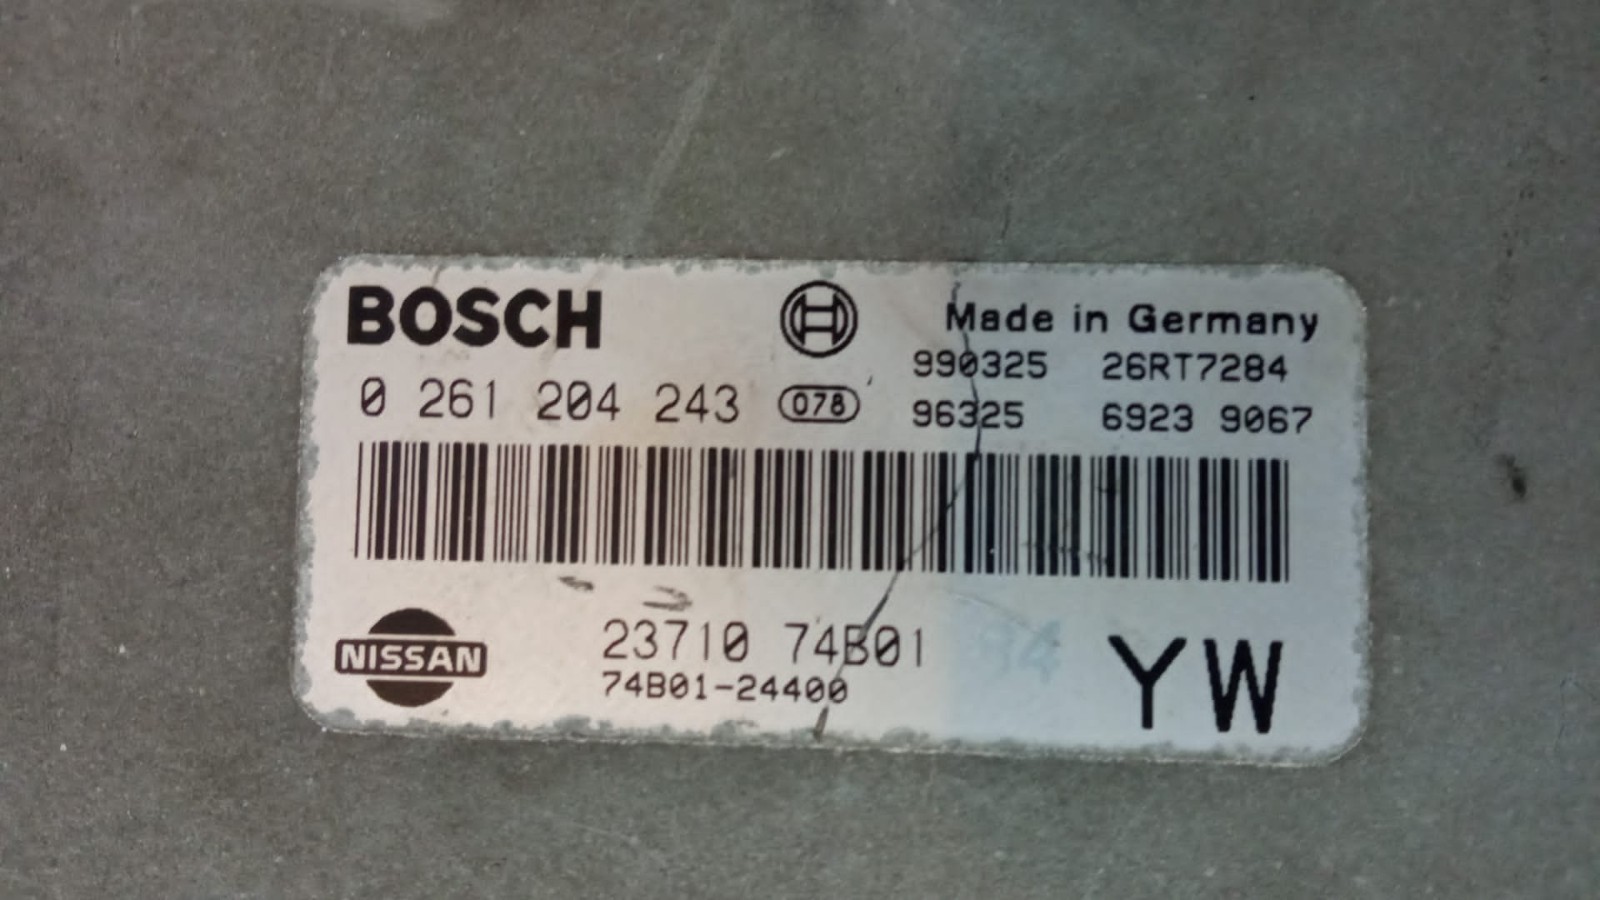 BOSCH
Made in Germany
990325 26RT7284
0 261 204 243 078
96325 6923 9067
NISSAN
23710 74B01
74B01-24400
YW